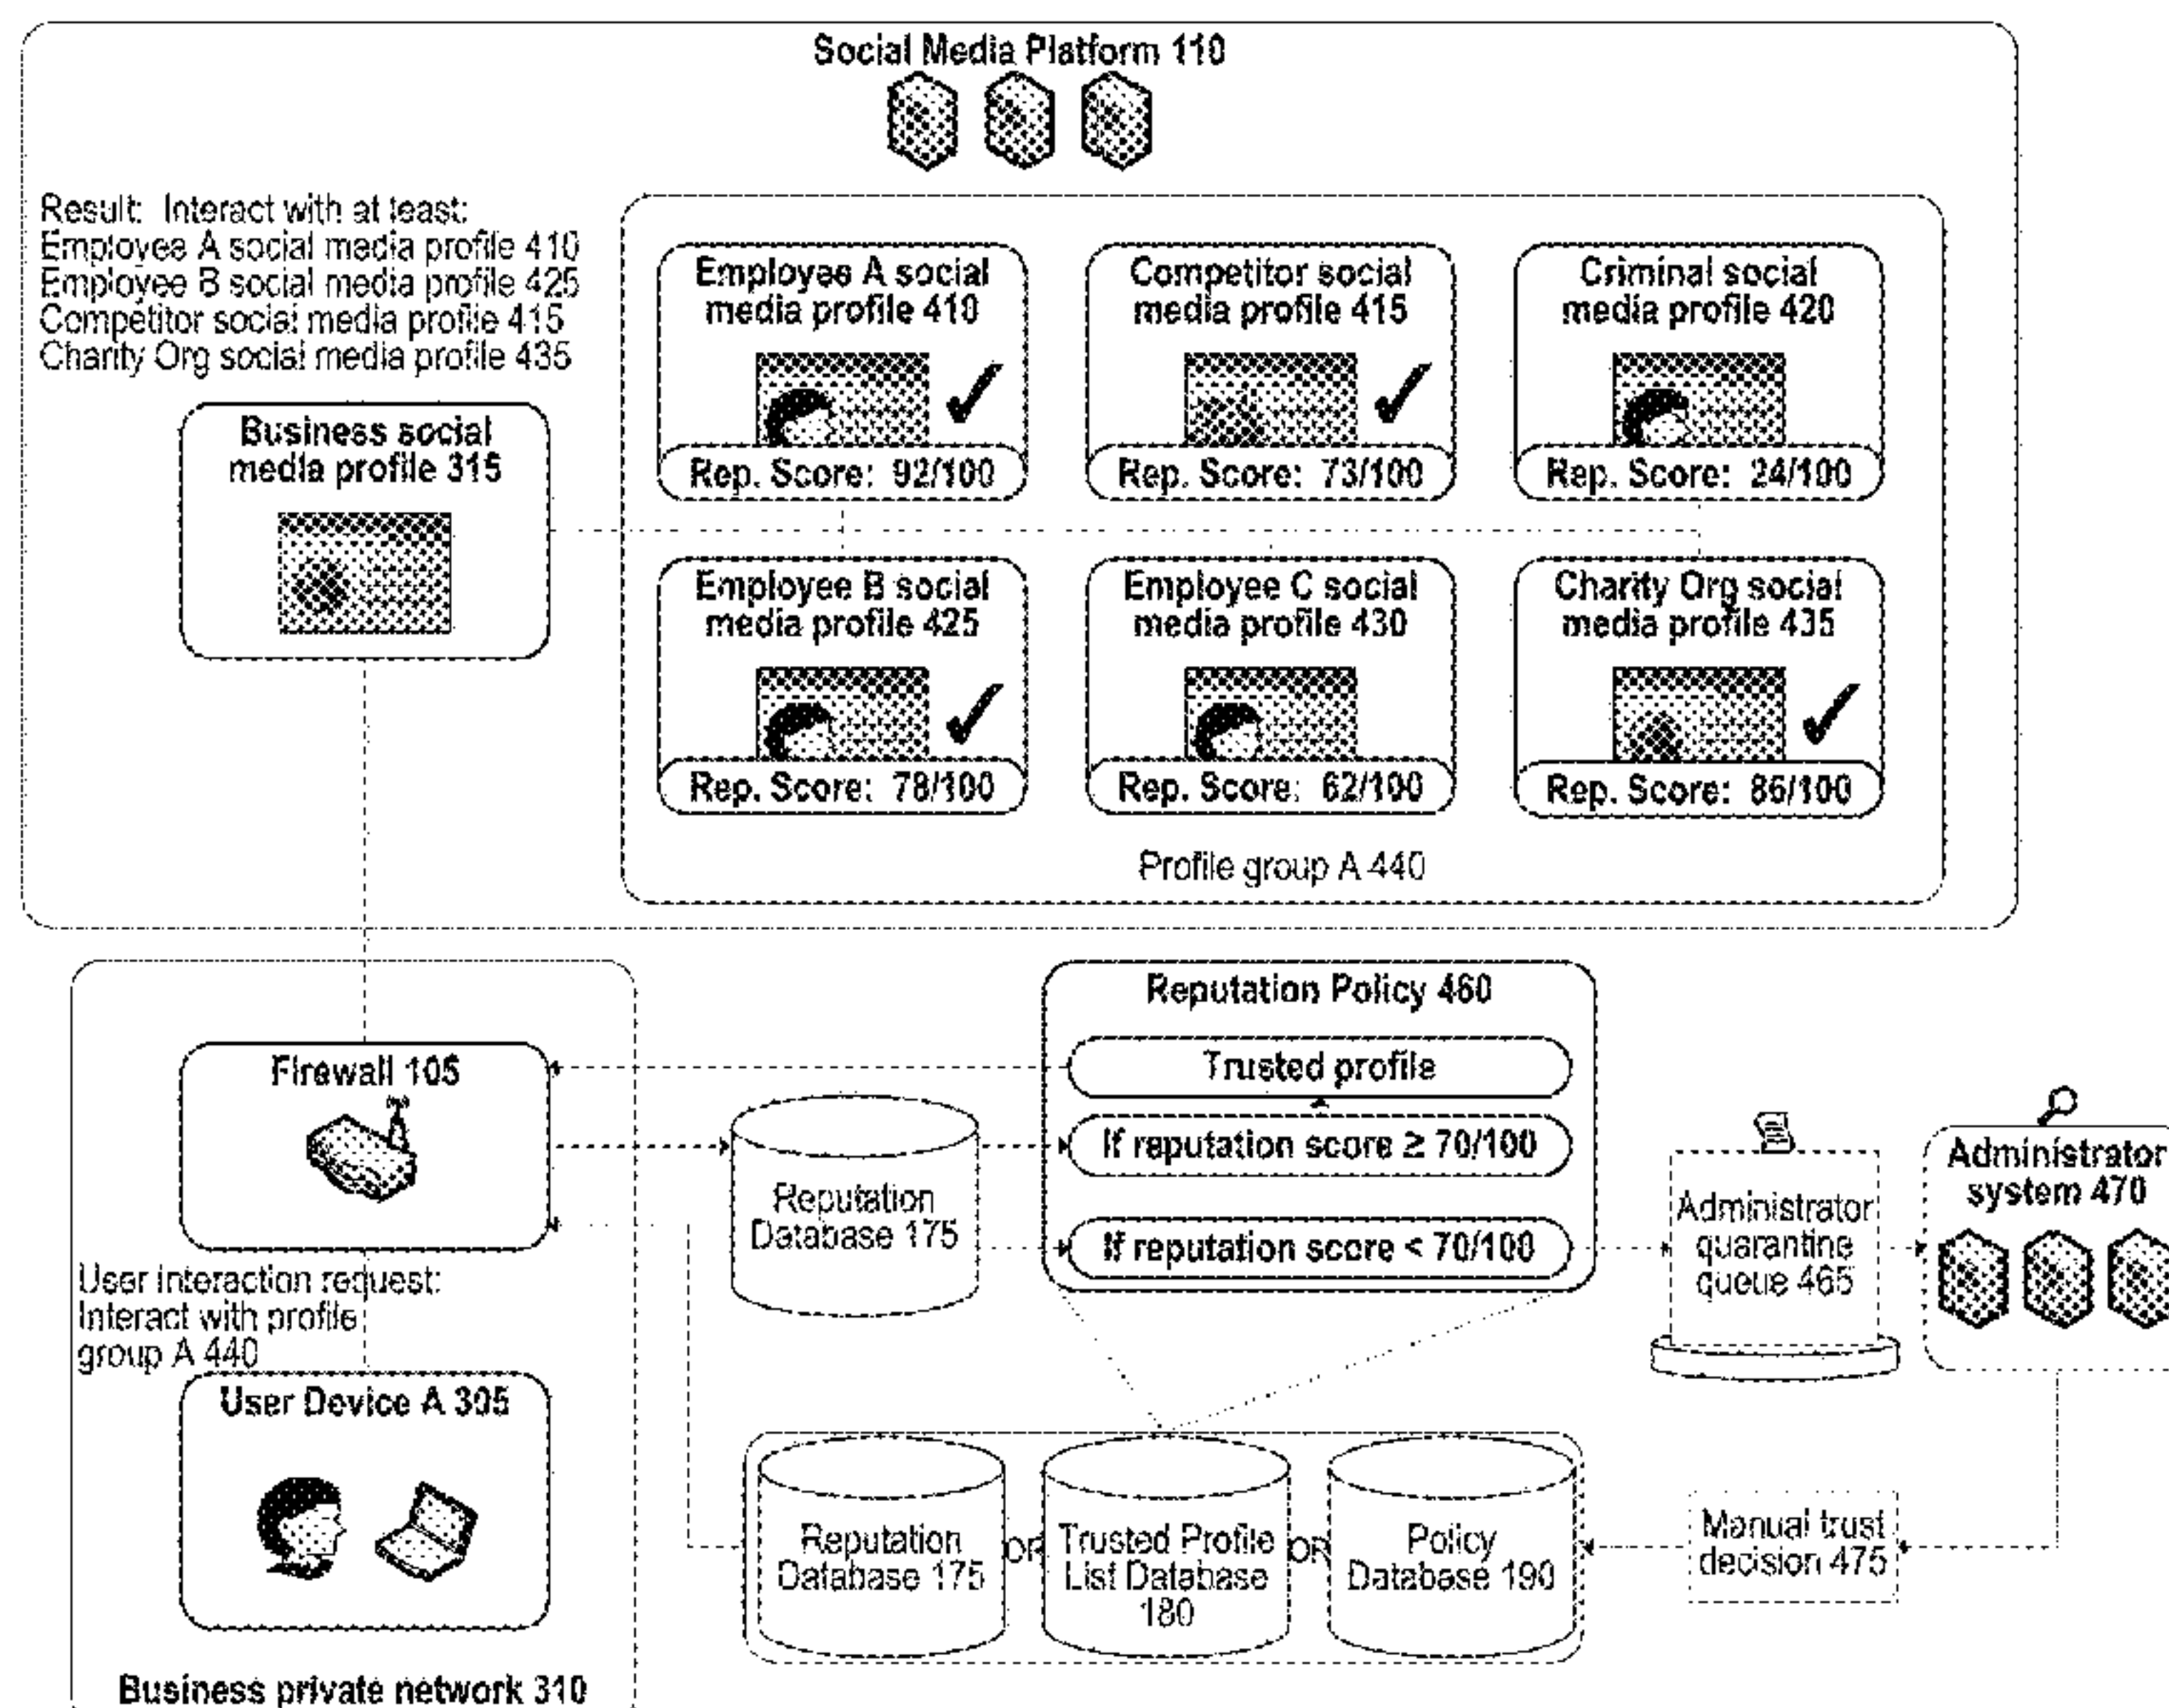 Social Media Platform 110
Result: Interact with at least:
Employee A social media profile 410
Employee B social media profile 425
Competitor social media profile 415
Charity Org social media profile 435
Employee A social
media profile 410
Rep. Score: 92/100
Competitor social
media profile 415
Rep. Score: 73/100
Criminal social
media profile 420
Rep. Score: 24/100
Business social
media profile 315
Employee B social
media profile 425
Rep. Score: 78/100
Employee C social
media profile 430
Rep. Score: 62/100
Charity Org social
media profile 435
Rep. Score: 86/100
Profile group A 440
Firewall 105
Reputation Policy 460
Trusted profile
If reputation score ≥ 70/100
If reputation score < 70/100
Reputation
Database 175
Administrator
quarantine
queue 465
Administrator
system 470
User interaction request:
Interact with profile
group A 440
User Device A 305
Reputation
Database 175
OR
Trusted Profile
List Database
180
OR
Policy
Database 190
Manual trust
decision 475
Business private network 310